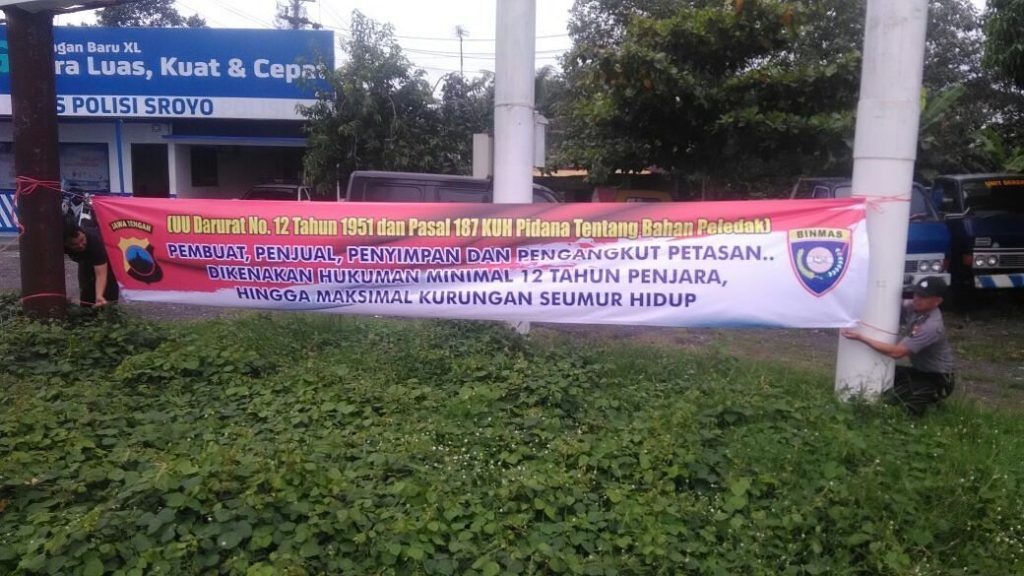 ngan Baru XL
ra Luas, Kuat & Cepat
S POLISI SROYO
JAWA TENGAH
(UU Darurat No. 12 Tahun 1951 dan Pasal 187 KUH Pidana Tentang Bahan Peledak)
PEMBUAT, PENJUAL, PENYIMPAN DAN PENGANGKUT PETASAN..
DIKENAKAN HUKUMAN MINIMAL 12 TAHUN PENJARA,
HINGGA MAKSIMAL KURUNGAN SEUMUR HIDUP
BINMAS